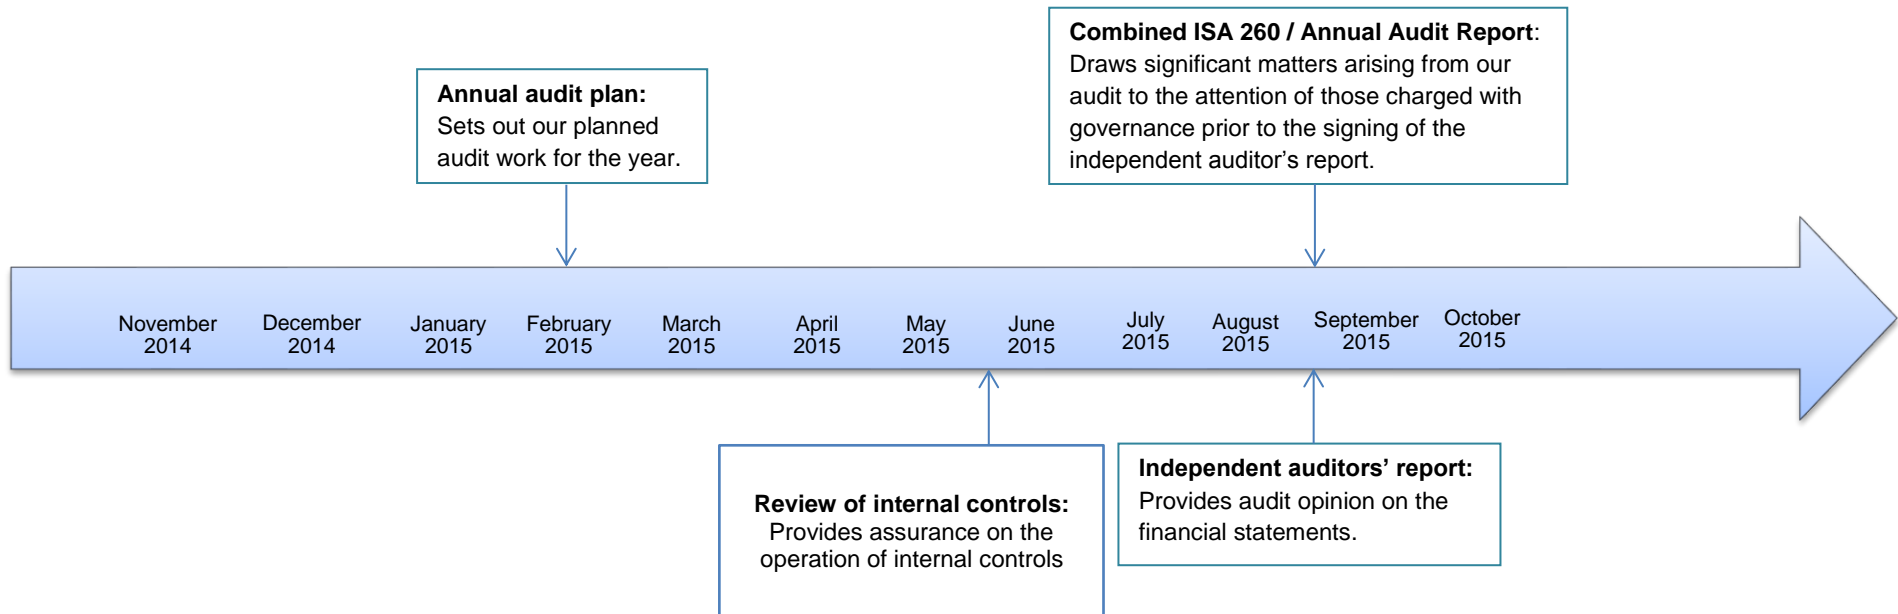 Combined ISA 260 / Annual Audit Report:
Draws significant matters arising from our
audit to the attention of those charged with
governance prior to the signing of the
independent auditor’s report.
Annual audit plan:
Sets out our planned
audit work for the year.
November
2014
December
2014
January
2015
February
2015
March
2015
April
2015
May
2015
June
2015
July
2015
August
2015
September
2015
October
2015
Review of internal controls:
Provides assurance on the
operation of internal controls
Independent auditors’ report:
Provides audit opinion on the
financial statements.